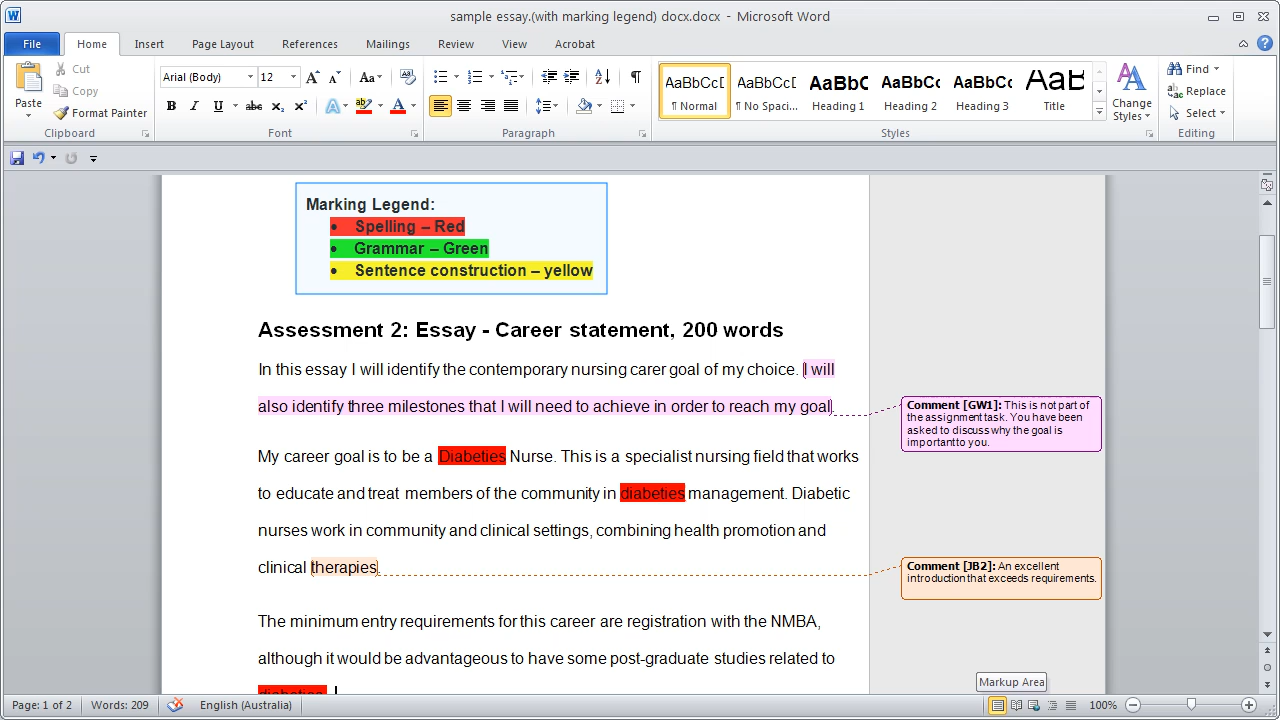 sample essay.(with marking legend) docx.docx - Microsoft Word
File Home Insert Page Layout References Mailings Review View Acrobat
Paste
Cut
Copy
Format Painter
Clipboard
Arial (Body) 12
Font
Paragraph
AaBbCcD AaBbCcD AaBbC AaBbCc AaBbCc AaB
¶ Normal ¶ No Spaci... Heading 1 Heading 2 Heading 3 Title
Change Styles
Styles
Find
Replace
Select
Editing
Marking Legend:
• Spelling – Red
• Grammar – Green
• Sentence construction – yellow
Assessment 2: Essay - Career statement, 200 words
In this essay I will identify the contemporary nursing carer goal of my choice. I will
also identify three milestones that I will need to achieve in order to reach my goal.
Comment [GW1]: This is not part of
the assignment task. You have been
asked to discuss why the goal is
important to you.
My career goal is to be a Diabeties Nurse. This is a specialist nursing field that works
to educate and treat members of the community in diabeties management. Diabetic
nurses work in community and clinical settings, combining health promotion and
clinical therapies.
Comment [JB2]: An excellent
introduction that exceeds requirements.
The minimum entry requirements for this career are registration with the NMBA,
although it would be advantageous to have some post-graduate studies related to
diabeties.
Markup Area
Page: 1 of 2 Words: 209 English (Australia) 100%